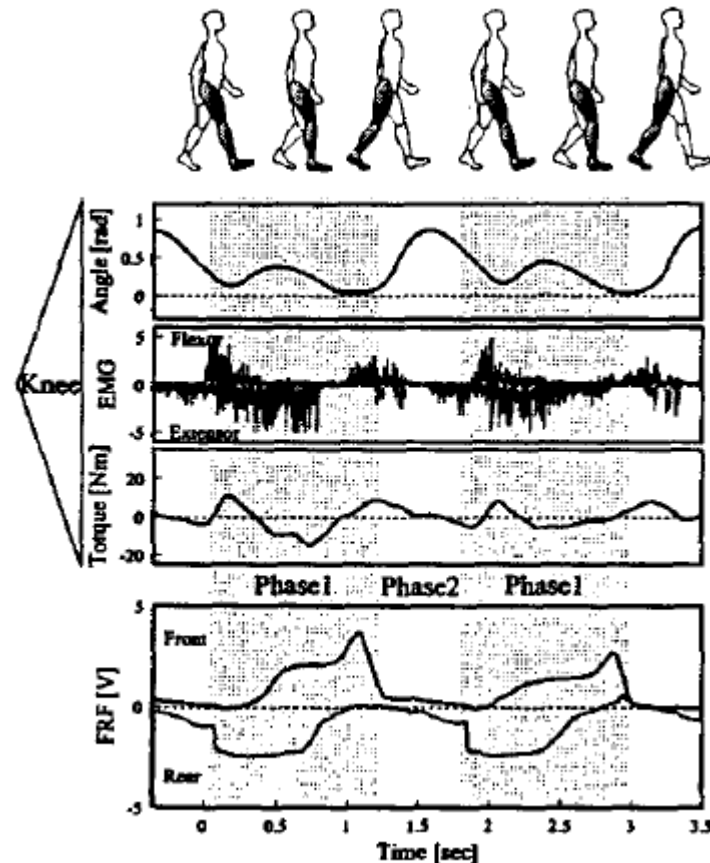 Knee
Angle [rad]
1
0.5
0
EMG
5
0
-5
Flexor
Extensor
Torque [Nm]
20
0
-20
Phase1 Phase2 Phase1
FRF [V]
5
0
-5
Front
Rear
0 0.5 1 1.5 2 2.5 3 3.5
Time [sec]